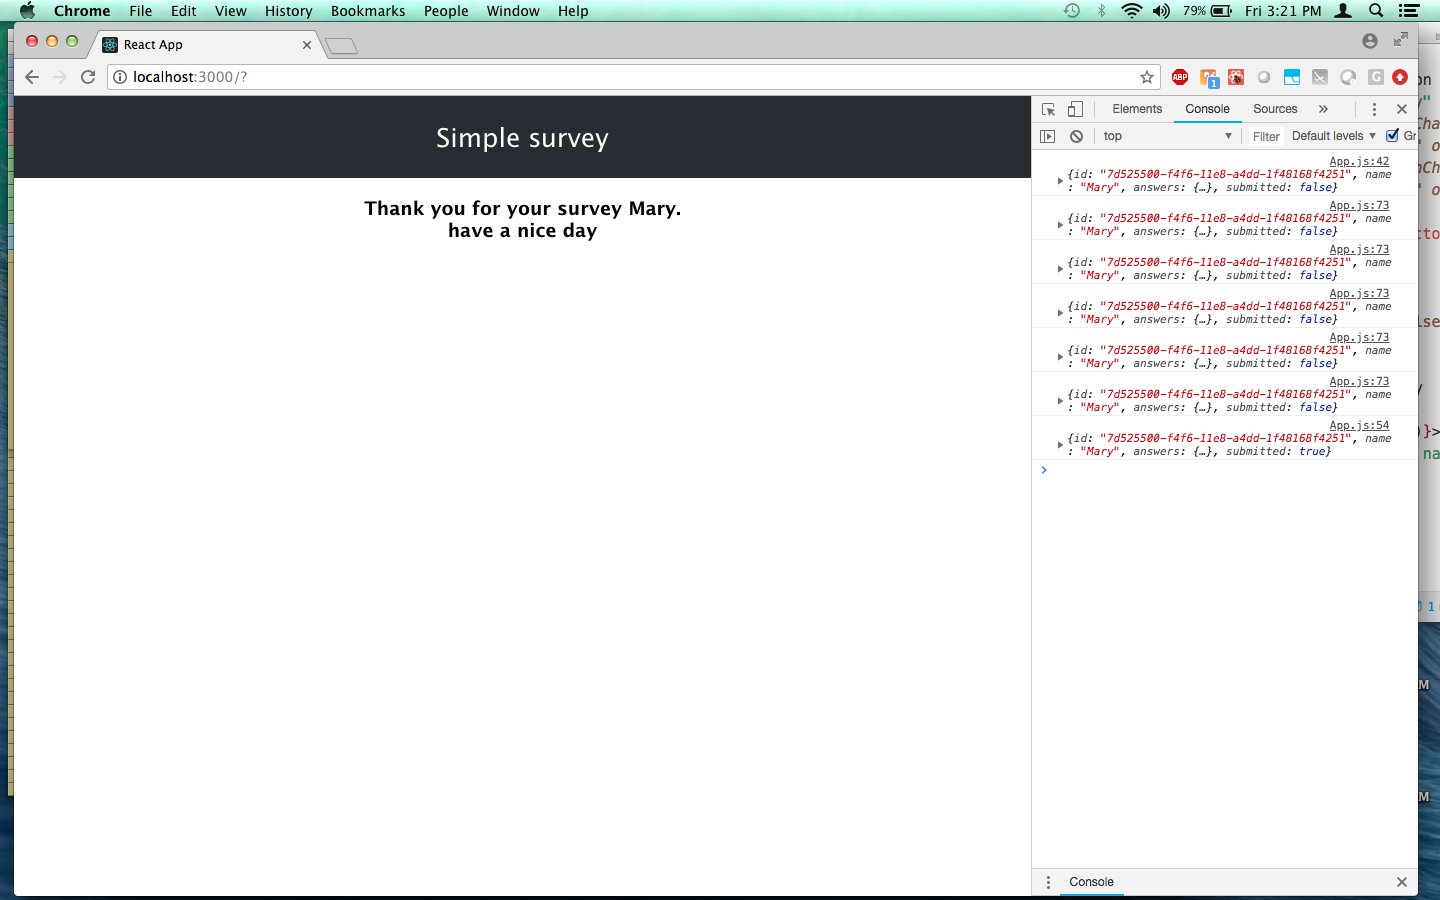 Chrome File Edit View History Bookmarks People Window Help 79% Fri 3:21 PM
React App
localhost:3000/?
ABP 1 G
Simple survey
Thank you for your survey Mary.
have a nice day
Elements Console Sources »
top Filter Default levels Gr
App.js:42
{id: "7d525500-f4f6-11e8-a4dd-1f48168f4251", name
: "Mary", answers: {…}, submitted: false}
App.js:73
{id: "7d525500-f4f6-11e8-a4dd-1f48168f4251", name
: "Mary", answers: {…}, submitted: false}
App.js:73
{id: "7d525500-f4f6-11e8-a4dd-1f48168f4251", name
: "Mary", answers: {…}, submitted: false}
App.js:73
{id: "7d525500-f4f6-11e8-a4dd-1f48168f4251", name
: "Mary", answers: {…}, submitted: false}
App.js:73
{id: "7d525500-f4f6-11e8-a4dd-1f48168f4251", name
: "Mary", answers: {…}, submitted: false}
App.js:73
{id: "7d525500-f4f6-11e8-a4dd-1f48168f4251", name
: "Mary", answers: {…}, submitted: false}
App.js:54
{id: "7d525500-f4f6-11e8-a4dd-1f48168f4251", name
: "Mary", answers: {…}, submitted: true}
Console